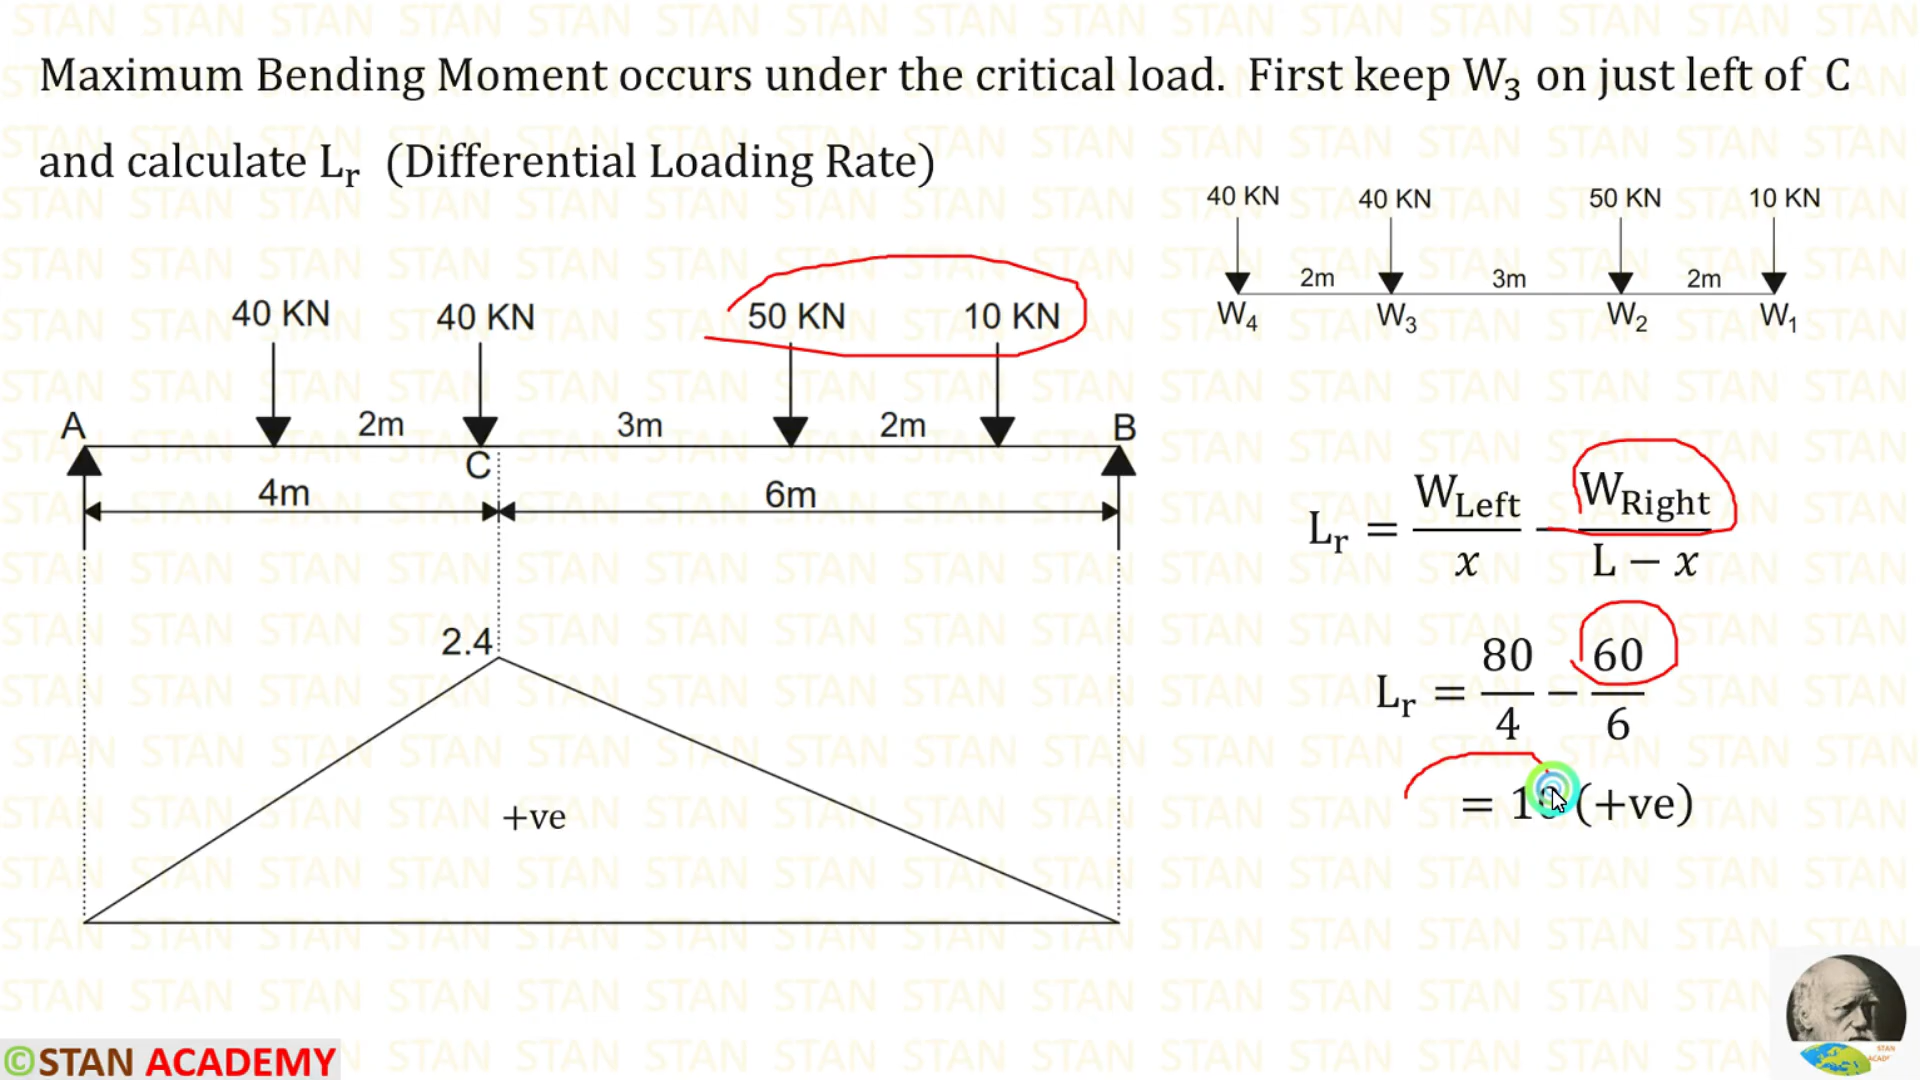 Maximum Bending Moment occurs under the critical load. First keep W₃ on just left of C
and calculate Lᵣ (Differential Loading Rate)
40 KN 40 KN 50 KN 10 KN
2m 3m 2m
W₄ W₃ W₂ W₁
40 KN 40 KN 50 KN 10 KN
A 2m 3m 2m B
C
4m 6m
Lᵣ = W_Left / x − W_Right / L − x
2.4
Lᵣ = 80 / 4 − 60 / 6
+ve
= 10 (+ve)
©STAN ACADEMY